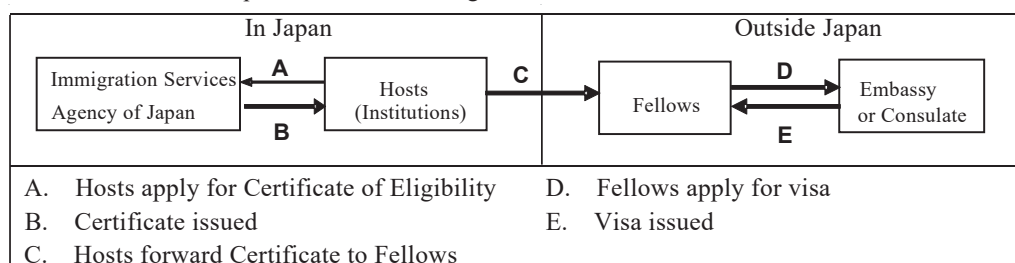 In Japan
Outside Japan
Immigration Services
Agency of Japan
A
B
Hosts
(Institutions)
C
Fellows
D
E
Embassy
or Consulate
A. Hosts apply for Certificate of Eligibility
B. Certificate issued
C. Hosts forward Certificate to Fellows
D. Fellows apply for visa
E. Visa issued